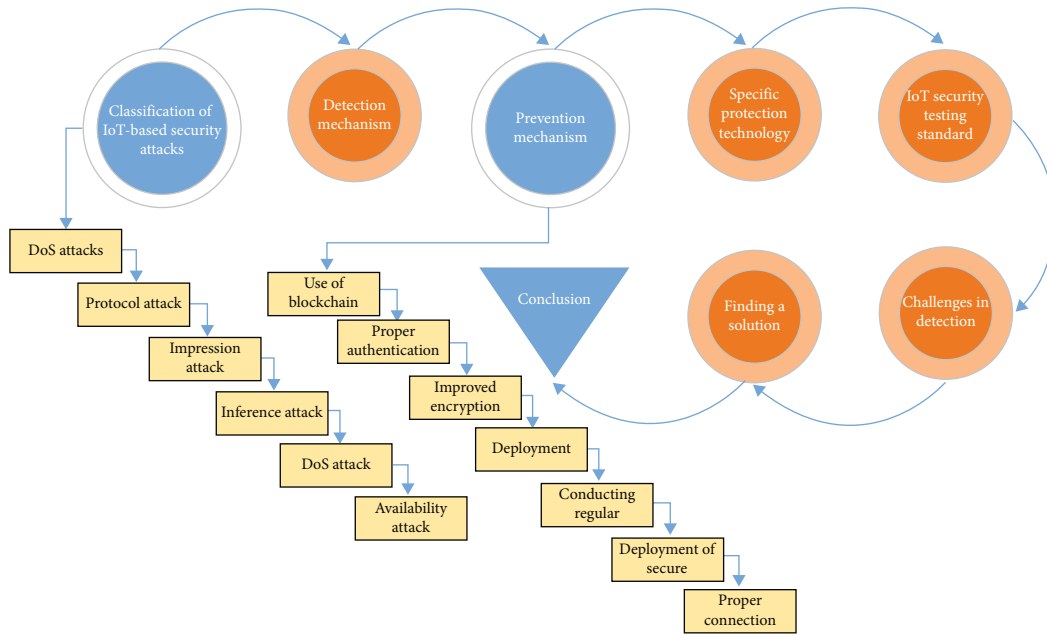 Classification of
IoT-based security
attacks
Detection
mechanism
Prevention
mechanism
Specific
protection
technology
IoT security
testing
standard
DoS attacks
Protocol attack
Impression
attack
Inference attack
DoS attack
Availability
attack
Use of
blockchain
Proper
authentication
Improved
encryption
Deployment
Conducting
regular
Deployment of
secure
Proper
connection
Conclusion
Finding a
solution
Challenges in
detection